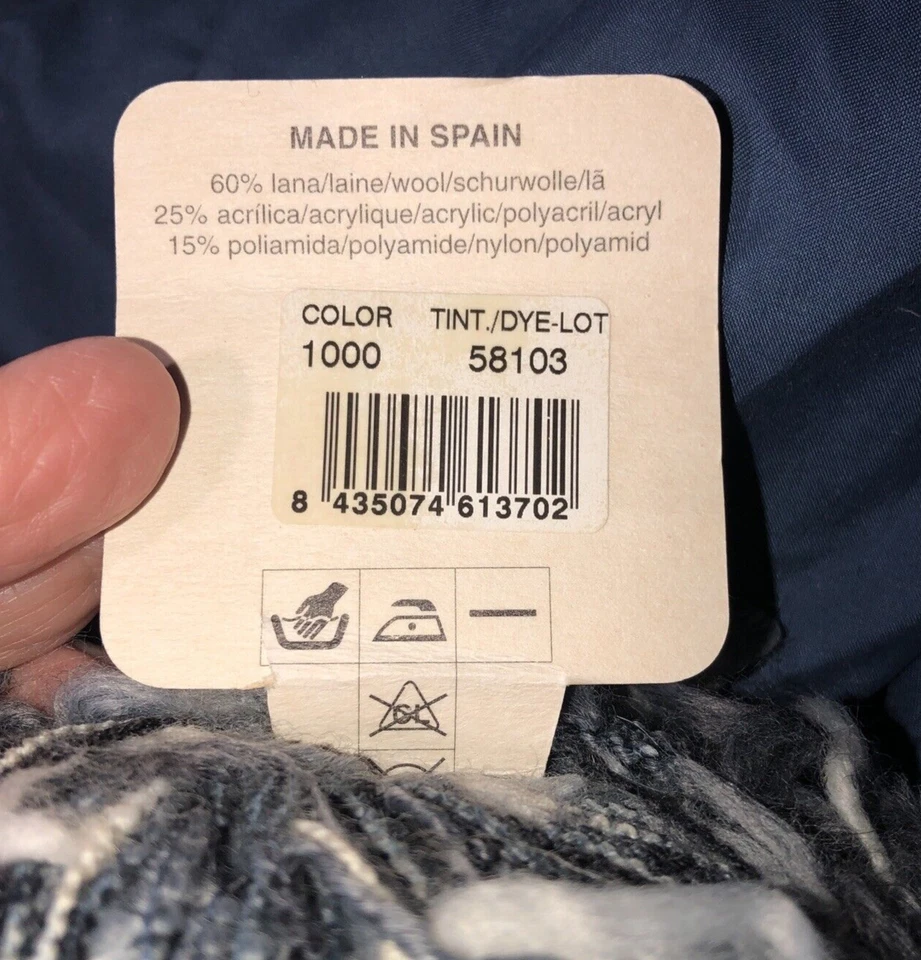 MADE IN SPAIN
60% lana/laine/wool/schurwolle/lã
25% acrílica/acrylique/acrylic/polyacril/acryl
15% poliamida/polyamide/nylon/polyamid
COLOR TINT./DYE-LOT
1000 58103
8 435074 613702
CL